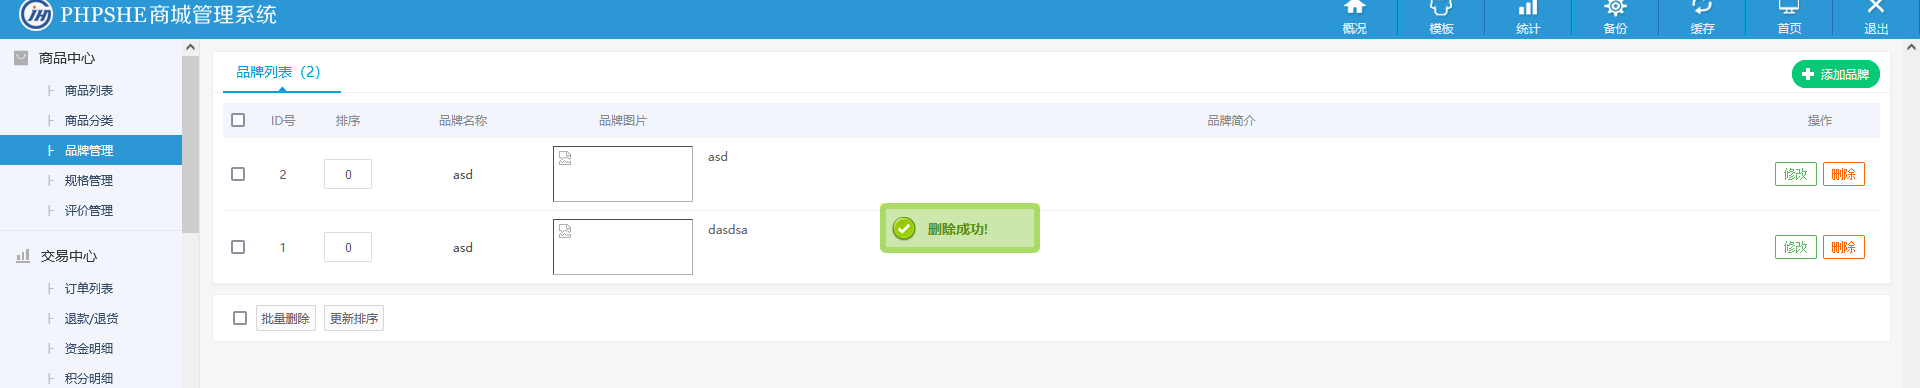 JH PHPSHE商城管理系统
概况 模板 统计 备份 缓存 首页 退出
商品中心
商品列表
商品分类
品牌管理
规格管理
评价管理
交易中心
订单列表
退款/退货
资金明细
积分明细
品牌列表（2）
添加品牌
ID号 排序 品牌名称 品牌图片 品牌简介 操作
2 0 asd asd 修改 删除
1 0 asd dasdsa 修改 删除
删除成功!
批量删除 更新排序